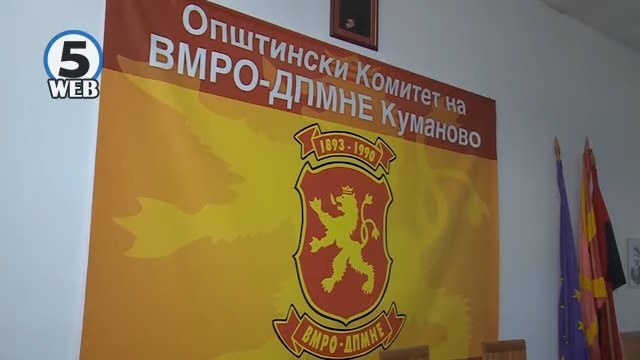 5
WEB
Општински Комитет на
ВМРО-ДПМНЕ Куманово
1893-1990
ВМРО-ДПМНЕ